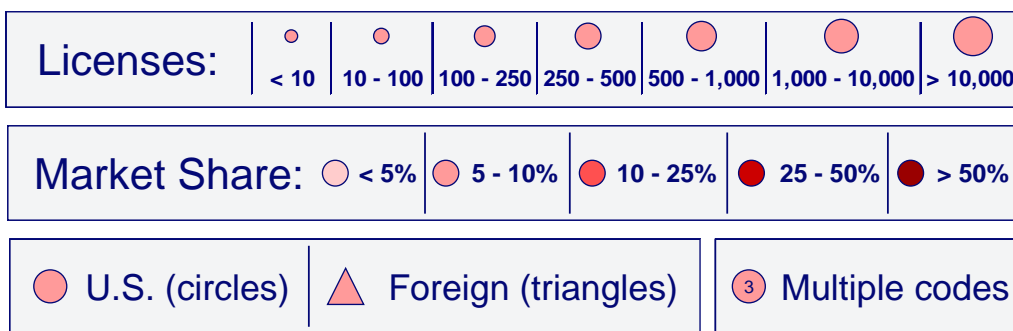 Licenses:
< 10 10 - 100 100 - 250 250 - 500 500 - 1,000 1,000 - 10,000 > 10,000
Market Share: < 5% 5 - 10% 10 - 25% 25 - 50% > 50%
U.S. (circles) Foreign (triangles) 3 Multiple codes